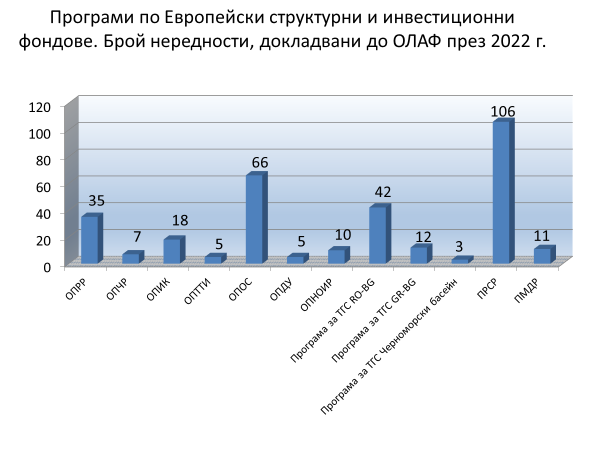 Програми по Европейски структурни и инвестиционни
фондове. Брой нередности, докладвани до ОЛАФ през 2022 г.
120
100
80
60
40
20
0
35
7
18
5
66
5
10
42
12
3
106
11
ОПРР
ОПЧР
ОПИК
ОПТТИ
ОПОС
ОПДУ
ОПНОИР
Програма за ТГС RO-BG
Програма за ТГС GR-BG
Програма за ТГС Черноморски басейн
ПРСР
ПМДР